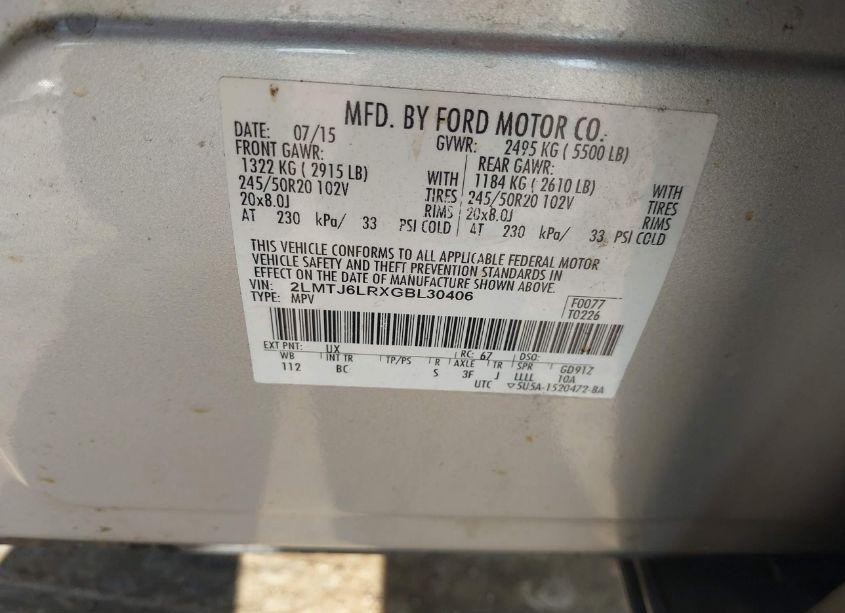 MFD. BY FORD MOTOR CO.
DATE: 07/15 GVWR: 2495 KG ( 5500 LB)
FRONT GAWR: REAR GAWR:
1322 KG ( 2915 LB) WITH 1184 KG ( 2610 LB) WITH
245/50R20 102V TIRES 245/50R20 102V TIRES
20x8.0J RIMS 20x8.0J RIMS
AT 230 kPa/ 33 PSI COLD AT 230 kPa/ 33 PSI COLD
THIS VEHICLE CONFORMS TO ALL APPLICABLE FEDERAL MOTOR
VEHICLE SAFETY AND THEFT PREVENTION STANDARDS IN
EFFECT ON THE DATE OF MANUFACTURE SHOWN ABOVE.
VIN: 2LMTJ6LRXGBL30406
TYPE: MPV
F0077
T0226
EXT PNT: UX RC: 67 DSO:
WB INT TR TP/PS R AXLE TR SPR GD91Z
112 BC S 3F J LLLL 10A
UTC ▽5U5A-1520472-BA